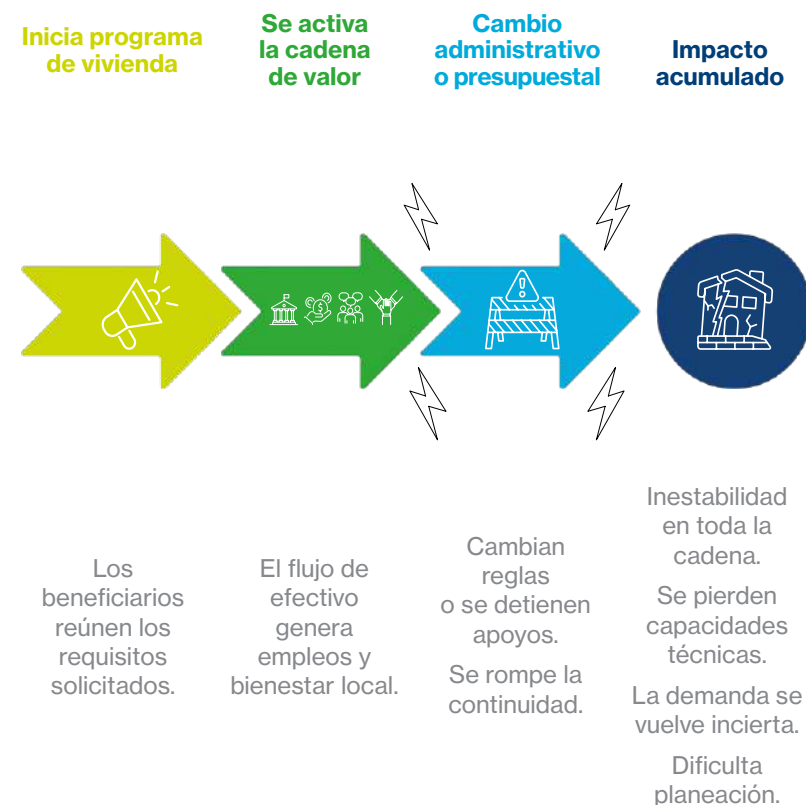 Inicia programa
de vivienda
Se activa
la cadena
de valor
Cambio
administrativo
o presupuestal
Impacto
acumulado
Los
beneficiarios
reúnen los
requisitos
solicitados.
El flujo de
efectivo
genera
empleos y
bienestar local.
Cambian
reglas
o se detienen
apoyos.
Se rompe la
continuidad.
Inestabilidad
en toda la
cadena.
Se pierden
capacidades
técnicas.
La demanda se
vuelve incierta.
Dificulta
planeación.